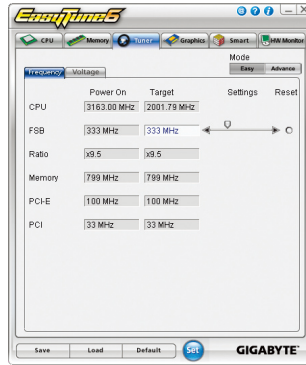 EasyTune6
CPU Memory Tuner Graphics Smart HW Monitor
Mode
Easy Advance
Frequency Voltage
Power On Target Settings Reset
CPU 3163.00 MHz 2001.79 MHz
FSB 333 MHz 333 MHz
Ratio x9.5 x9.5
Memory 799 MHz 799 MHz
PCI-E 100 MHz 100 MHz
PCI 33 MHz 33 MHz
Save Load Default Set GIGABYTE